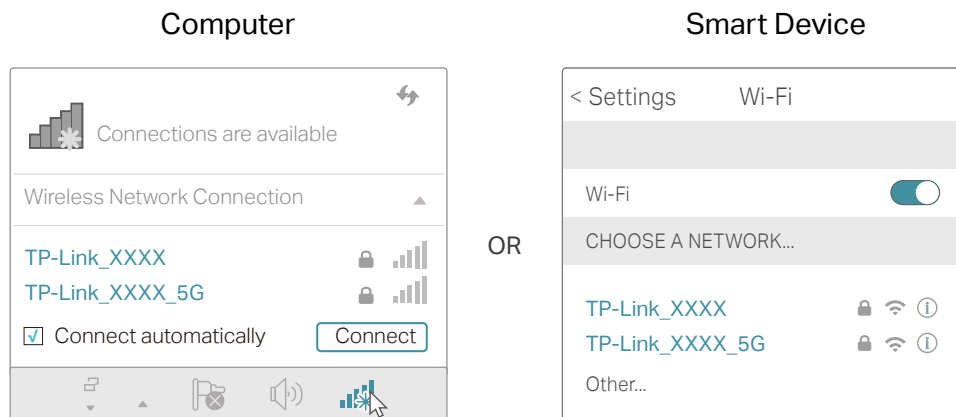 Computer
Connections are available
Wireless Network Connection
TP-Link_XXXX
TP-Link_XXXX_5G
Connect automatically
Connect
OR
Smart Device
< Settings
Wi-Fi
Wi-Fi
CHOOSE A NETWORK...
TP-Link_XXXX
TP-Link_XXXX_5G
Other...